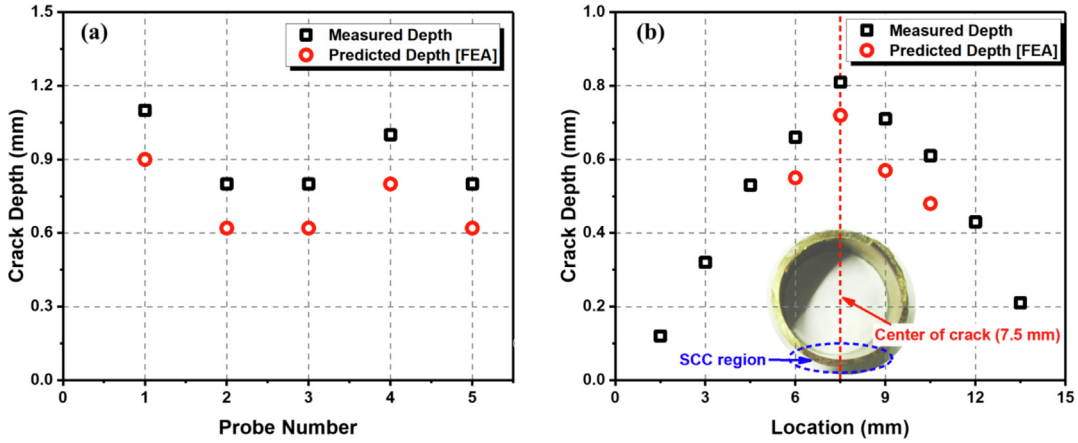 (a)
Measured Depth
Predicted Depth [FEA]
1.5
1.2
0.9
0.6
0.3
0.0
Crack Depth (mm)
0 1 2 3 4 5
Probe Number
(b)
Measured Depth
Predicted Depth [FEA]
1.0
0.8
0.6
0.4
0.2
0.0
Crack Depth (mm)
Center of crack (7.5 mm)
SCC region
0 3 6 9 12 15
Location (mm)